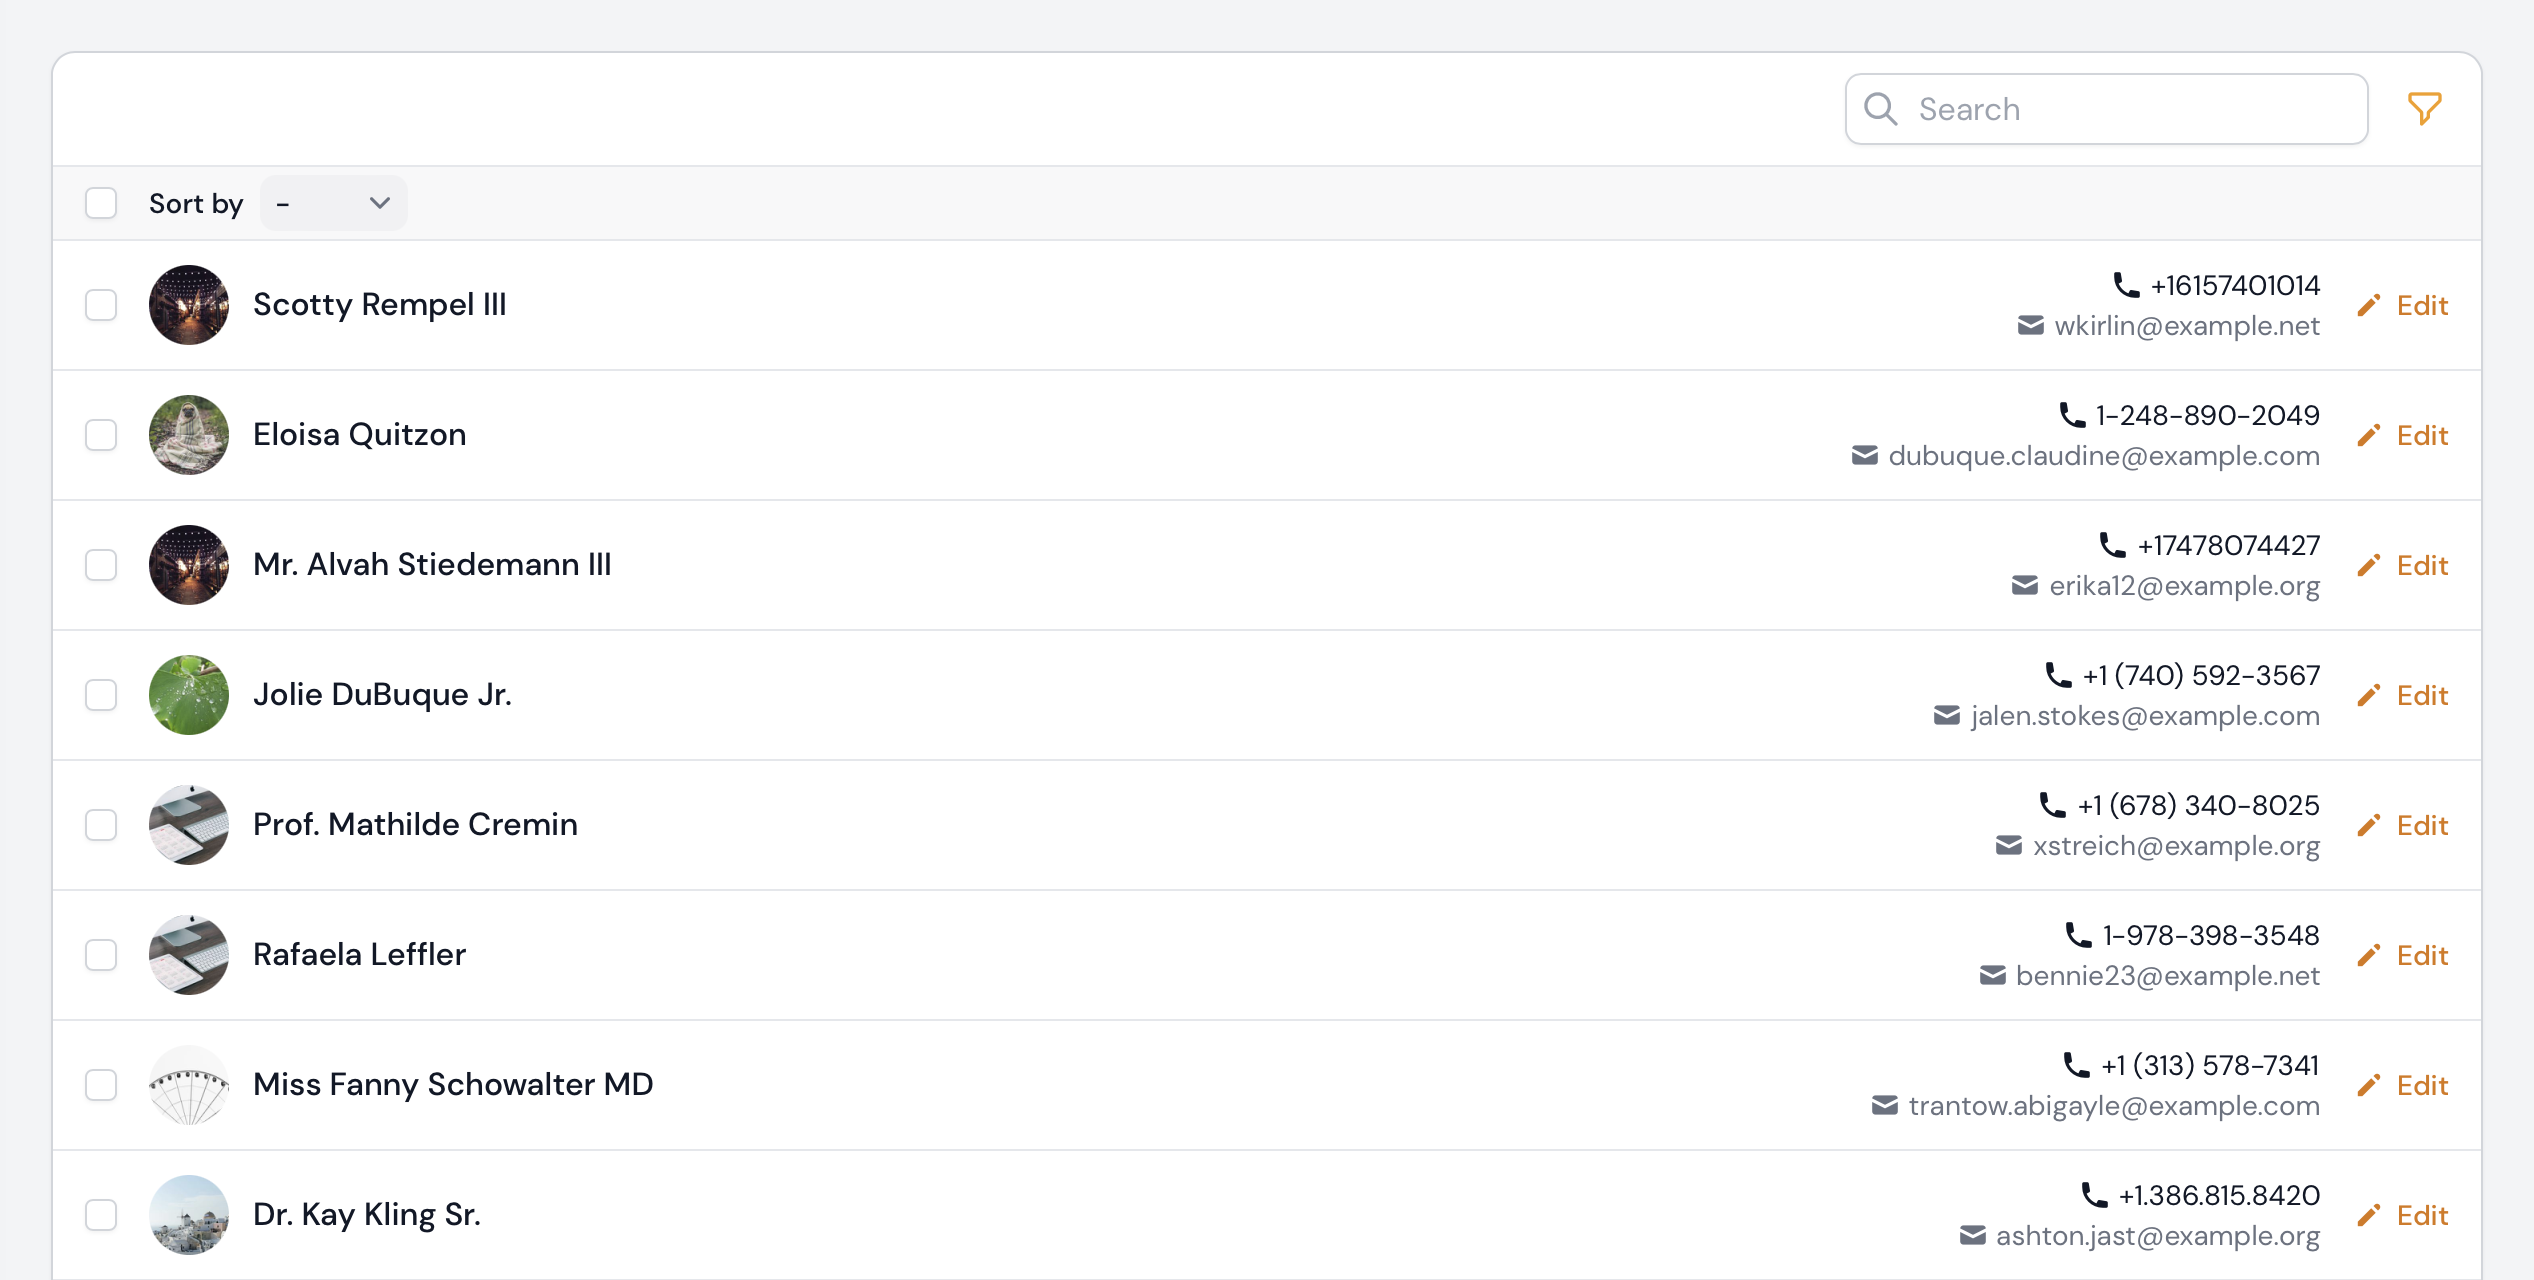 Search
Sort by -
Scotty Rempel III
+16157401014
wkirlin@example.net
Edit
Eloisa Quitzon
1-248-890-2049
dubuque.claudine@example.com
Edit
Mr. Alvah Stiedemann III
+17478074427
erika12@example.org
Edit
Jolie DuBuque Jr.
+1 (740) 592-3567
jalen.stokes@example.com
Edit
Prof. Mathilde Cremin
+1 (678) 340-8025
xstreich@example.org
Edit
Rafaela Leffler
1-978-398-3548
bennie23@example.net
Edit
Miss Fanny Schowalter MD
+1 (313) 578-7341
trantow.abigayle@example.com
Edit
Dr. Kay Kling Sr.
+1.386.815.8420
ashton.jast@example.org
Edit